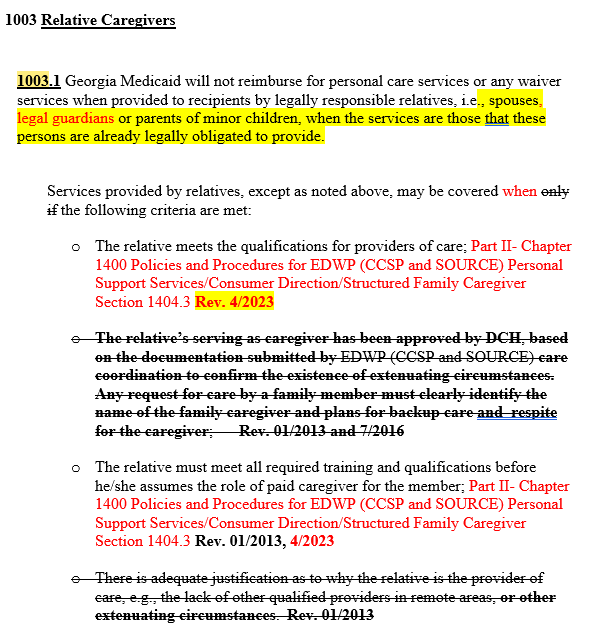 1003 Relative Caregivers
1003.1 Georgia Medicaid will not reimburse for personal care services or any waiver
services when provided to recipients by legally responsible relatives, i.e., spouses,
legal guardians or parents of minor children, when the services are those that these
persons are already legally obligated to provide.
Services provided by relatives, except as noted above, may be covered when only
if the following criteria are met:
o The relative meets the qualifications for providers of care; Part II- Chapter
1400 Policies and Procedures for EDWP (CCSP and SOURCE) Personal
Support Services/Consumer Direction/Structured Family Caregiver
Section 1404.3 Rev. 4/2023
o The relative's serving as caregiver has been approved by DCH, based
on the documentation submitted by EDWP (CCSP and SOURCE) care
coordination to confirm the existence of extenuating circumstances.
Any request for care by a family member must clearly identify the
name of the family caregiver and plans for backup care and respite
for the caregiver; Rev. 01/2013 and 7/2016
o The relative must meet all required training and qualifications before
he/she assumes the role of paid caregiver for the member; Part II- Chapter
1400 Policies and Procedures for EDWP (CCSP and SOURCE) Personal
Support Services/Consumer Direction/Structured Family Caregiver
Section 1404.3 Rev. 01/2013, 4/2023
o There is adequate justification as to why the relative is the provider of
care, e.g., the lack of other qualified providers in remote areas, or other
extenuating circumstances. Rev. 01/2013